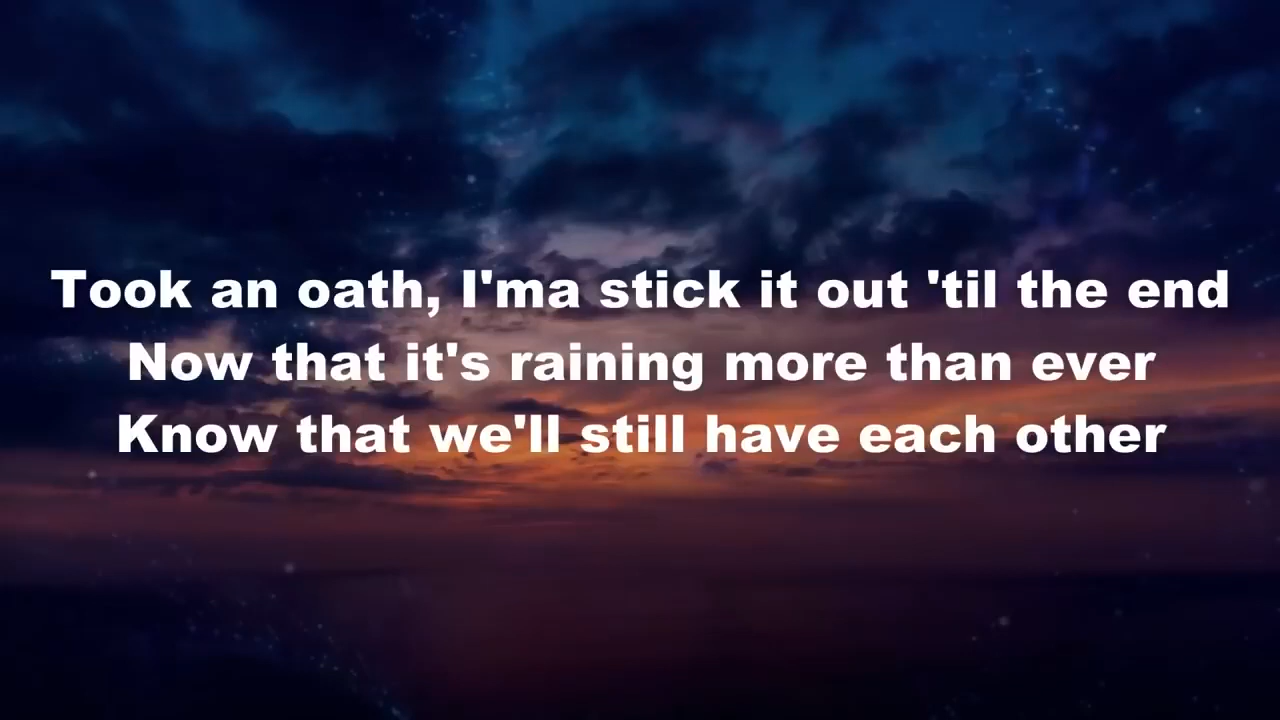 Took an oath, I'ma stick it out 'til the end
Now that it's raining more than ever
Know that we'll still have each other